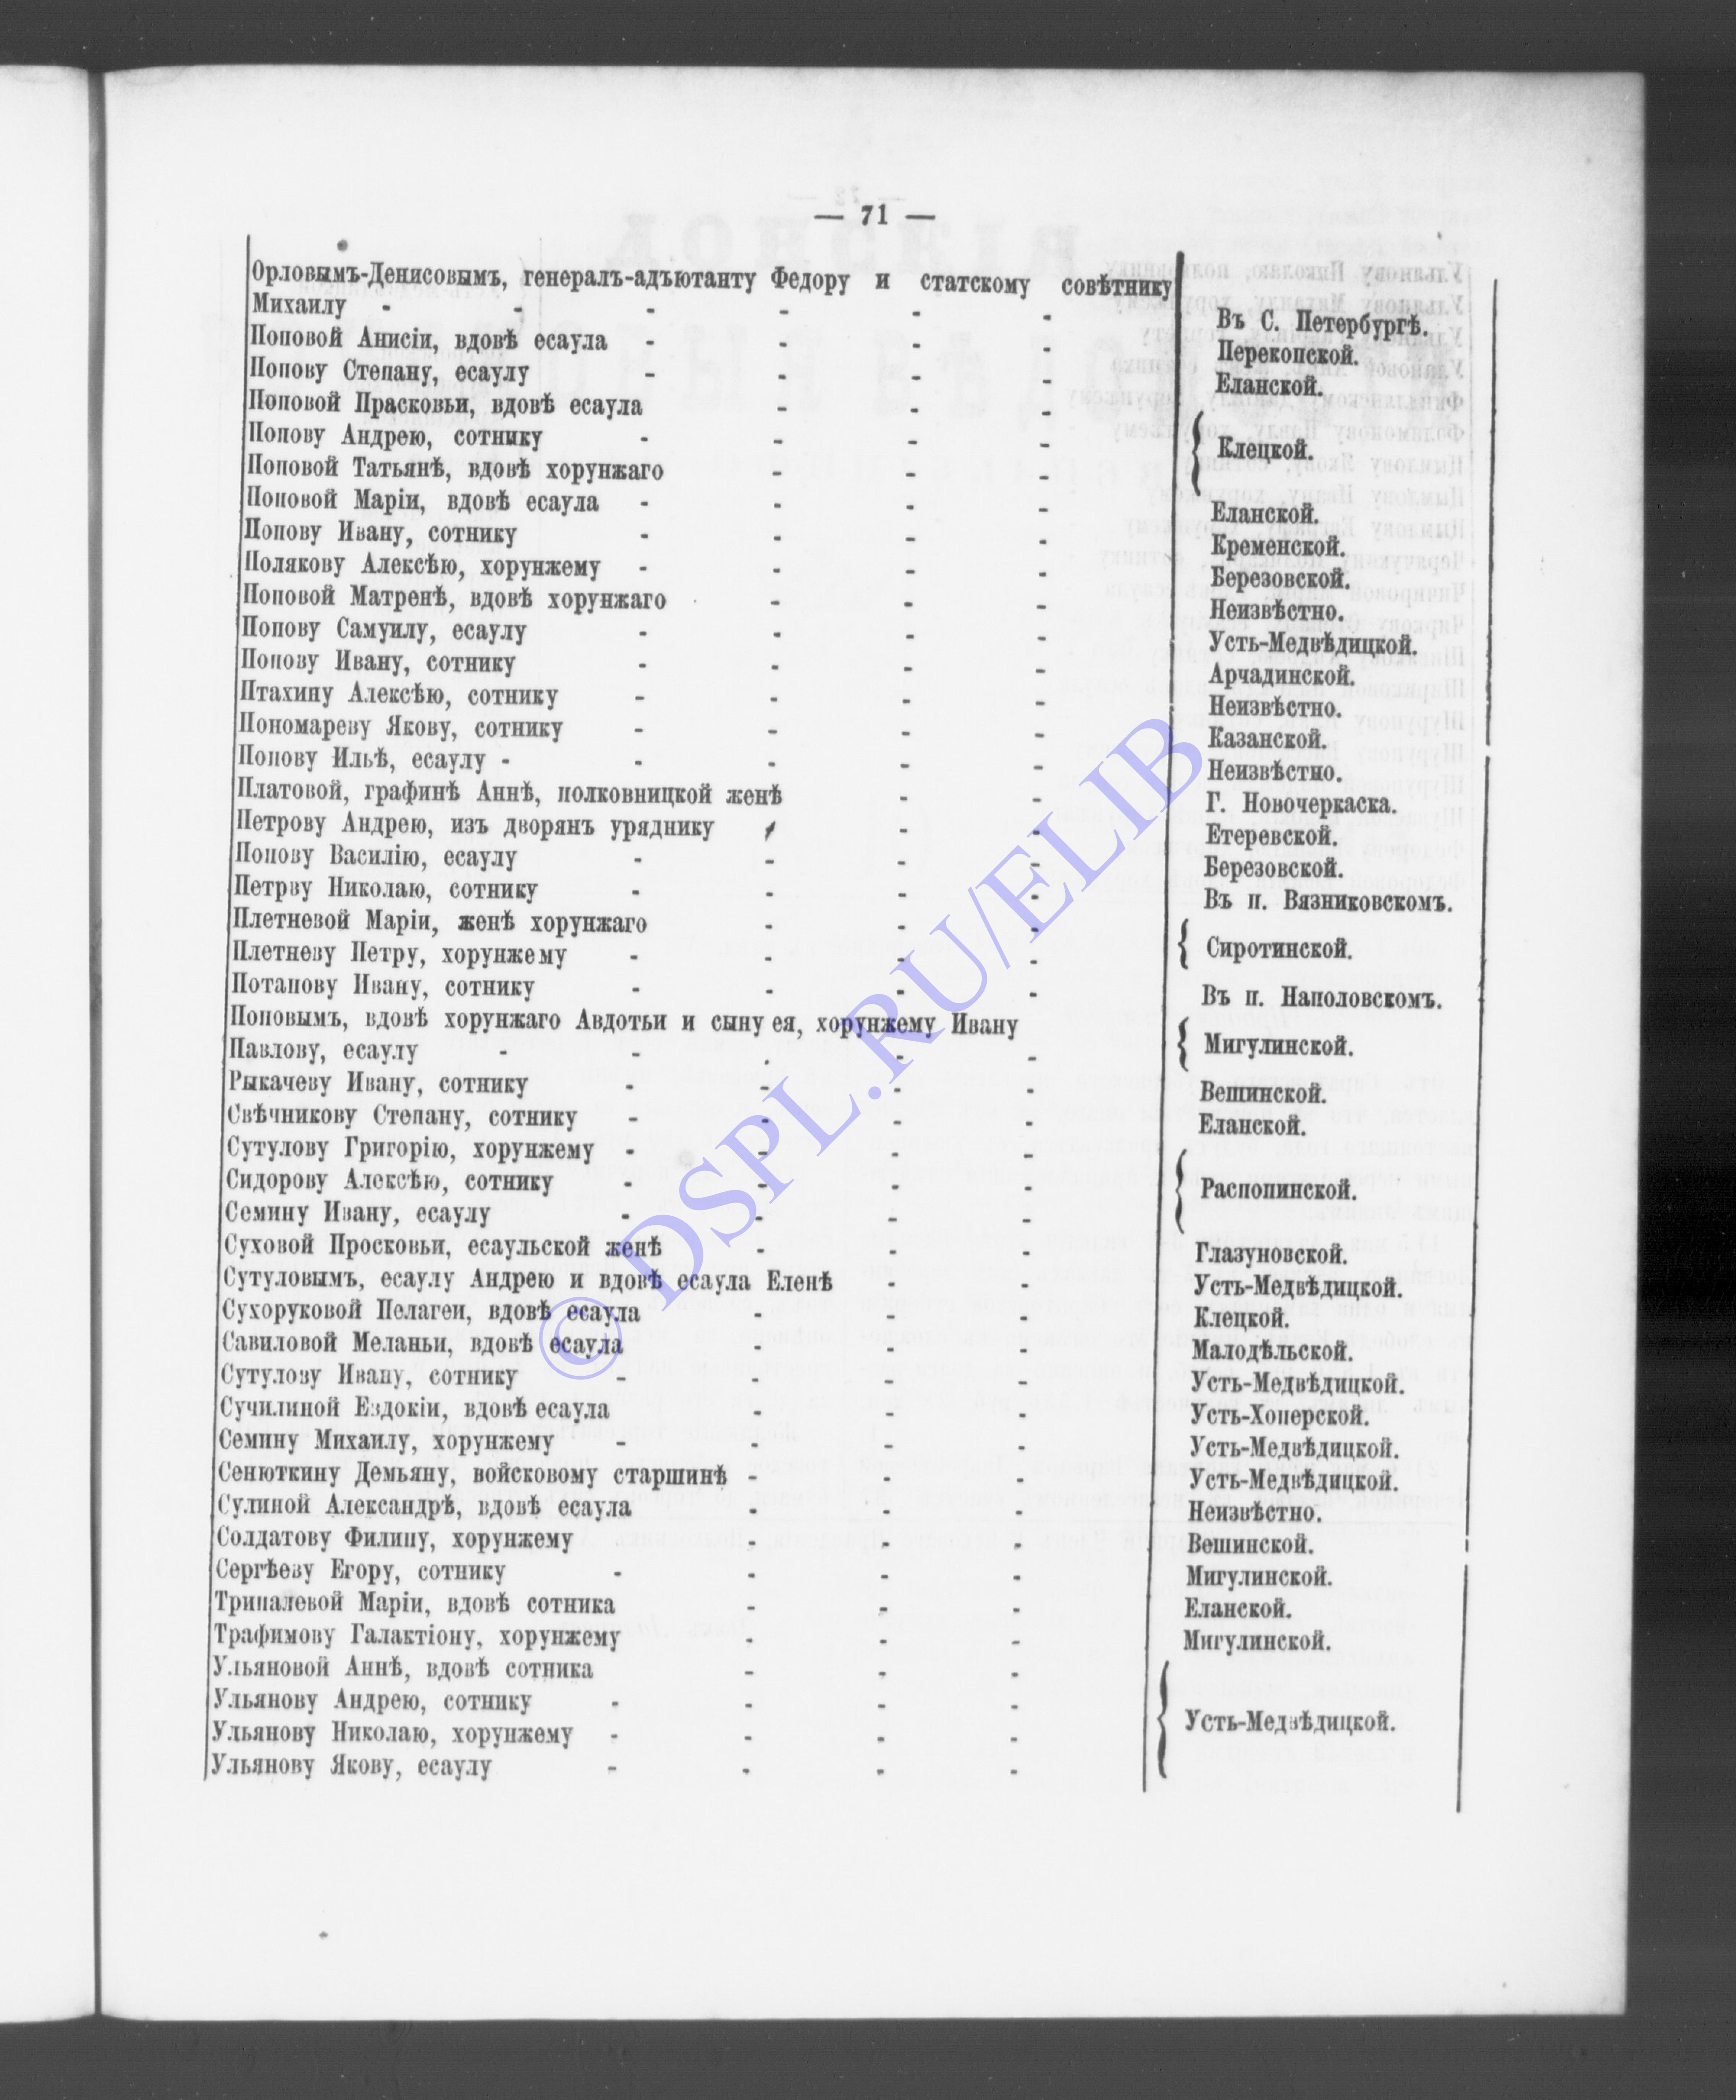 — 71 —
Орловымъ-Денисовымъ, генералъ-адъютанту Федору и статскому совѣтнику
Михаилу - - - - - - Въ С. Петербургѣ.
Поповой Анисіи, вдовѣ есаула - - - - Перекопской.
Попову Степану, есаулу - - - - Еланской.
Поповой Прасковьи, вдовѣ есаула - - -
Попову Андрею, сотнику - - - - { Клецкой.
Поповой Татьянѣ, вдовѣ хорунжаго - - -
Поповой Маріи, вдовѣ есаула - - - - Еланской.
Попову Ивану, сотнику - - - - Кременской.
Полякову Алексѣю, хорунжему - - - - Березовской.
Поповой Матренѣ, вдовѣ хорунжаго - - - Неизвѣстно.
Попову Самуилу, есаулу - - - - Усть-Медвѣдицкой.
Попову Ивану, сотнику - - - - Арчадинской.
Птахину Алексѣю, сотнику - - - - Неизвѣстно.
Пономареву Якову, сотнику - - - - Казанской.
Попову Ильѣ, есаулу - - - - - Неизвѣстно.
Платовой, графинѣ Аннѣ, полковницкой женѣ - - Г. Новочеркаска.
Петрову Андрею, изъ дворянъ уряднику - - - Етеревской.
Попову Василію, есаулу - - - - Березовской.
Петрву Николаю, сотнику - - - - Въ п. Вязниковскомъ.
Плетневой Маріи, женѣ хорунжаго - - -
Плетневу Петру, хорунжему - - - - { Сиротинской.
Потапову Ивану, сотнику - - - - Въ п. Наполовскомъ.
Поповымъ, вдовѣ хорунжаго Авдотьи и сыну ея, хорунжему Ивану
Павлову, есаулу - - - - - { Мигулинской.
Рыкачеву Ивану, сотнику - - - - Вешинской.
Свѣчникову Степану, сотнику - - - - Еланской.
Сутулову Григорію, хорунжему - - - -
Сидорову Алексѣю, сотнику - - - - { Распопинской.
Семину Ивану, есаулу - - - -
Суховой Просковьи, есаульской женѣ - - - Глазуновской.
Сутуловымъ, есаулу Андрею и вдовѣ есаула Еленѣ - - Усть-Медвѣдицкой.
Сухоруковой Пелагеи, вдовѣ есаула - - - Клецкой.
Савиловой Меланьи, вдовѣ есаула - - - Малодѣльской.
Сутулову Ивану, сотнику - - - - Усть-Медвѣдицкой.
Сучилиной Евдокіи, вдовѣ есаула - - - Усть-Хоперской.
Семину Михаилу, хорунжему - - - - Усть-Медвѣдицкой.
Сенюткину Демьяну, войсковому старшинѣ - - - Усть-Медвѣдицкой.
Сулиной Александрѣ, вдовѣ есаула - - - Неизвѣстно.
Солдатову Филипу, хорунжему - - - Вешинской.
Сергѣеву Егору, сотнику - - - - Мигулинской.
Трипалевой Маріи, вдовѣ сотника - - - Еланской.
Трафимову Галактіону, хорунжему - - - Мигулинской.
Ульяновой Аннѣ, вдовѣ сотника - - -
Ульянову Андрею, сотнику - - - -
Ульянову Николаю, хорунжему - - - - { Усть-Медвѣдицкой.
Ульянову Якову, есаулу - - - -
© DSPL.RU/ELIB